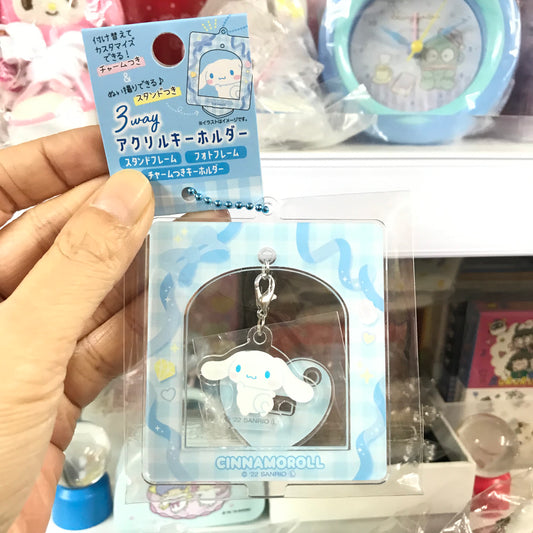 付け替えて
カスタマイズ
できる!
チャームつき
&
ぬい撮りできる♪
スタンドつき
※イラストはイメージです。
3way
アクリルキーホルダー
スタンドフレーム
フォトフレーム
チャームつきキーホルダー
© '22 SANRIO Ⓛ
CINNAMOROLL
© '22 SANRIO Ⓛ